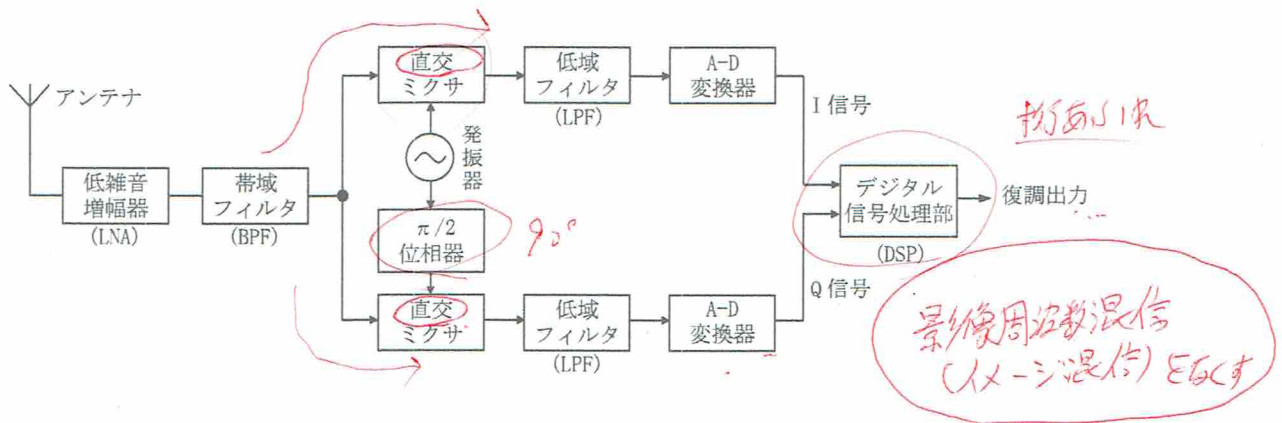 アンテナ
低雑音
増幅器
(LNA)
帯域
フィルタ
(BPF)
直交
ミクサ
低域
フィルタ
(LPF)
A-D
変換器
I 信号
発振器
π/2
位相器
90°
直交
ミクサ
低域
フィルタ
(LPF)
A-D
変換器
Q 信号
デジタル
信号処理部
(DSP)
復調出力
影像周波数混信
(イメージ混信)をなくす